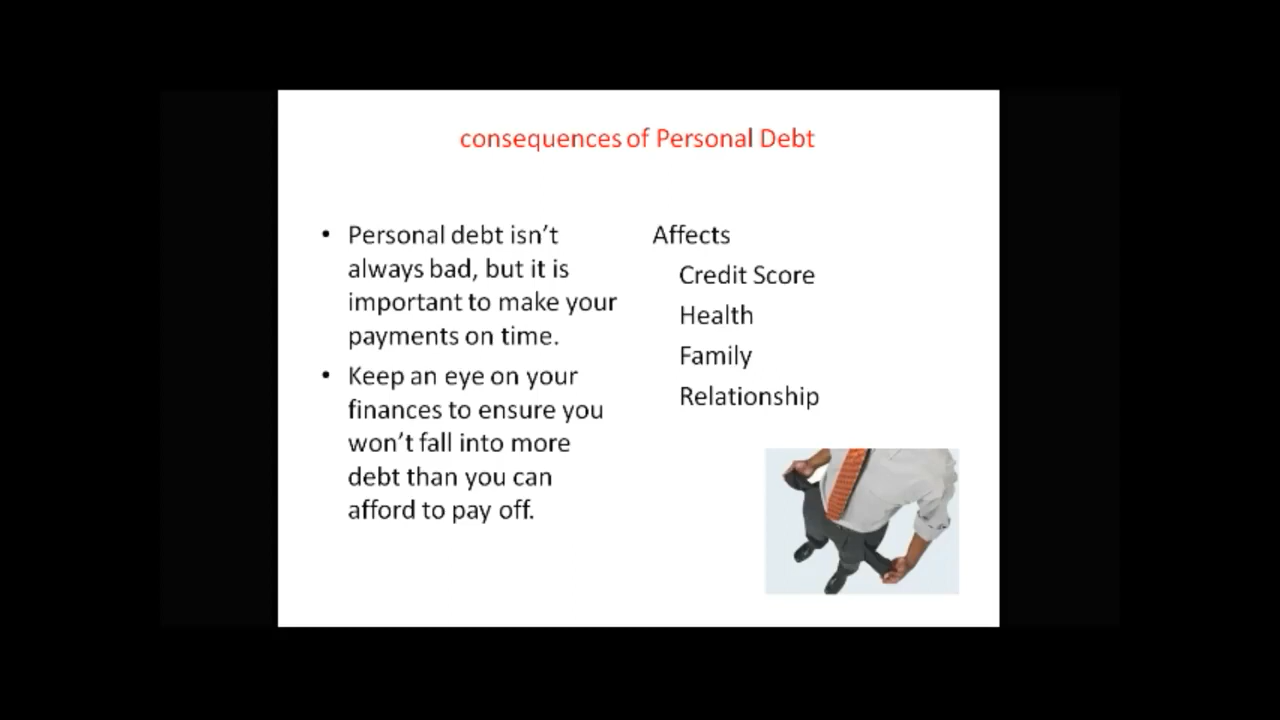 consequences of Personal Debt
• Personal debt isn’t
always bad, but it is
important to make your
payments on time.
• Keep an eye on your
finances to ensure you
won’t fall into more
debt than you can
afford to pay off.
Affects
Credit Score
Health
Family
Relationship